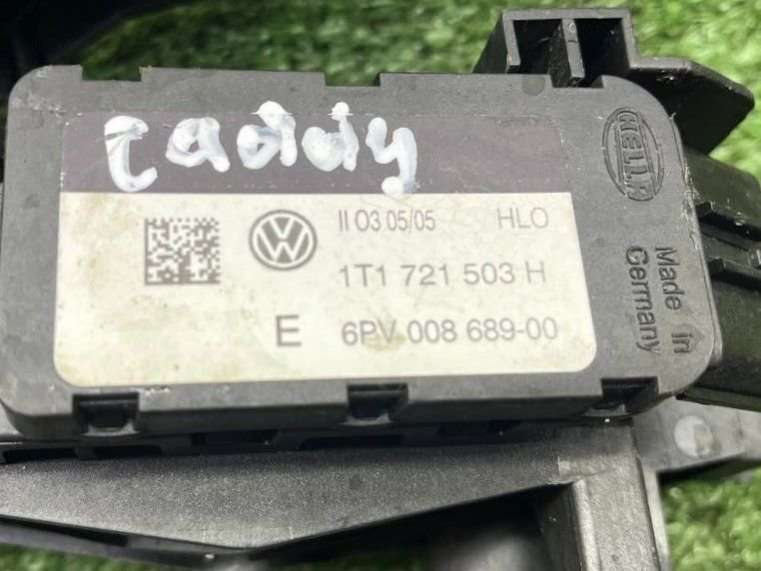 caddy
HELLA
II 03 05/05 HLO
1T1 721 503 H
E 6PV 008 689-00
Made in
Germany